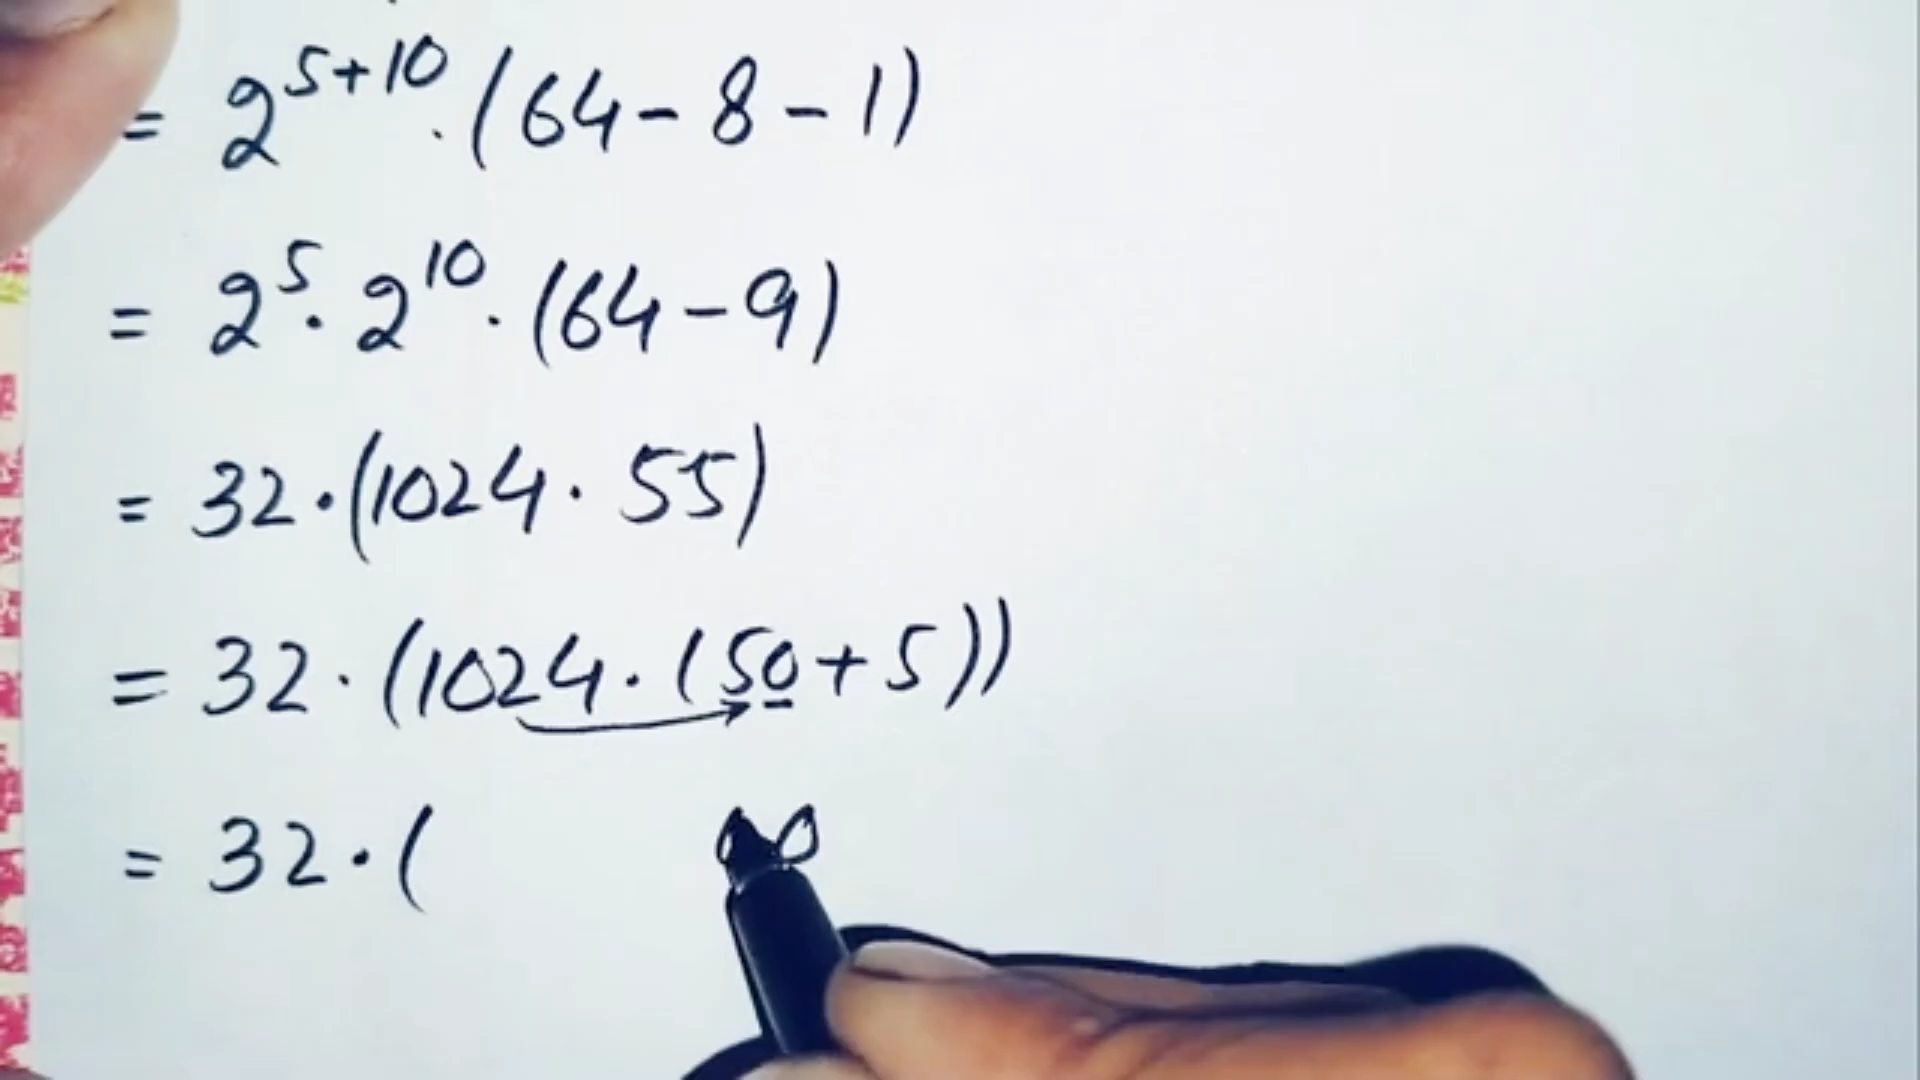 = 2^{5+10} . (64 - 8 - 1)
= 2^5 . 2^{10} . (64 - 9)
= 32 . (1024 . 55)
= 32 . (1024 . (50 + 5))
= 32 . ( 00